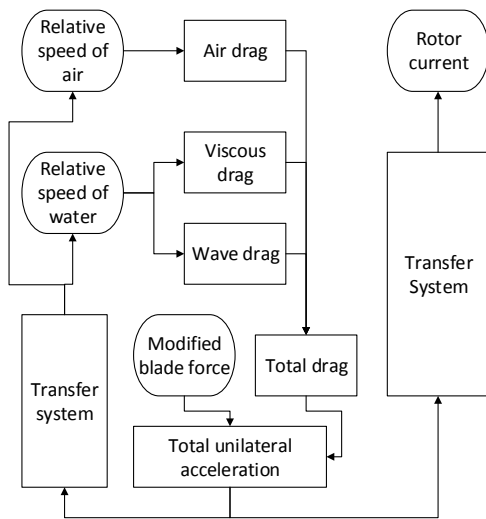 Relative
speed of
air
Air drag
Rotor
current
Relative
speed of
water
Viscous
drag
Wave drag
Transfer
System
Modified
blade force
Total drag
Transfer
system
Total unilateral
acceleration